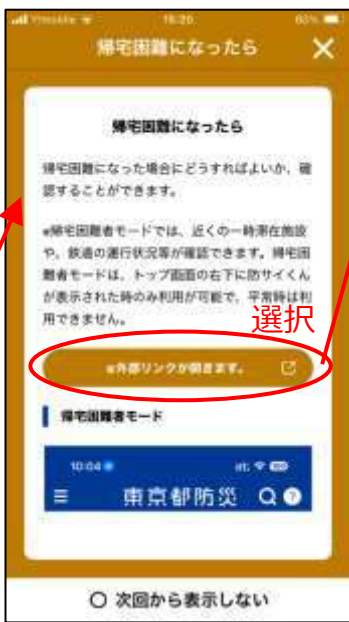 Y!mobile 16:20 63%
帰宅困難になったら ×
帰宅困難になったら
帰宅困難になった場合にどうすればよいか、確
認することができます。
※帰宅困難者モードでは、近くの一時滞在施設
や、鉄道の運行状況等が確認できます。帰宅困
難者モードは、トップ画面の右下に防サイくん
が表示された時のみ利用が可能で、平常時は利
用できません。
選択
※外部リンクが開きます。
帰宅困難者モード
10:04
東京都防災
次回から表示しない